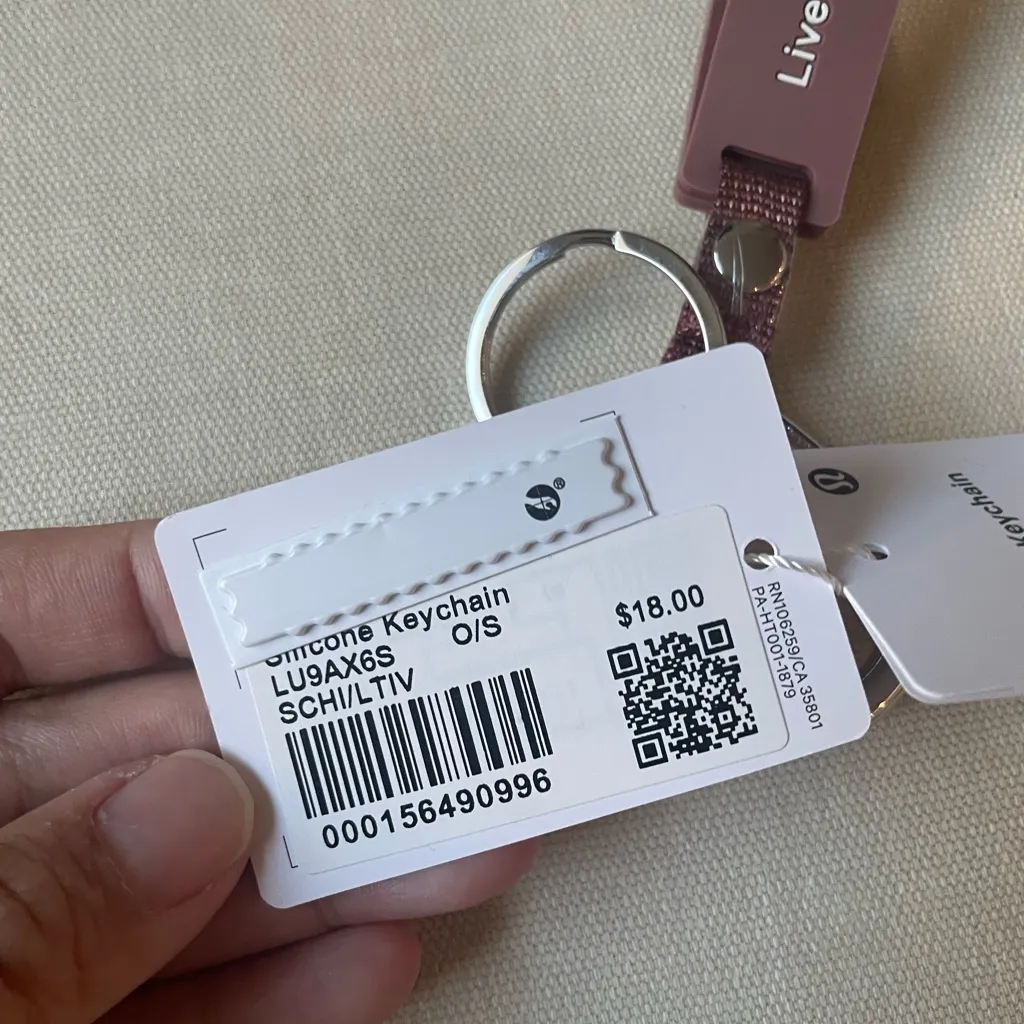 Live
Silicone Keychain
O/S
LU9AX6S
SCHI/LTIV
000156490996
$18.00
RN106259/CA 35801
PA-HT001-1879
Keychain
®